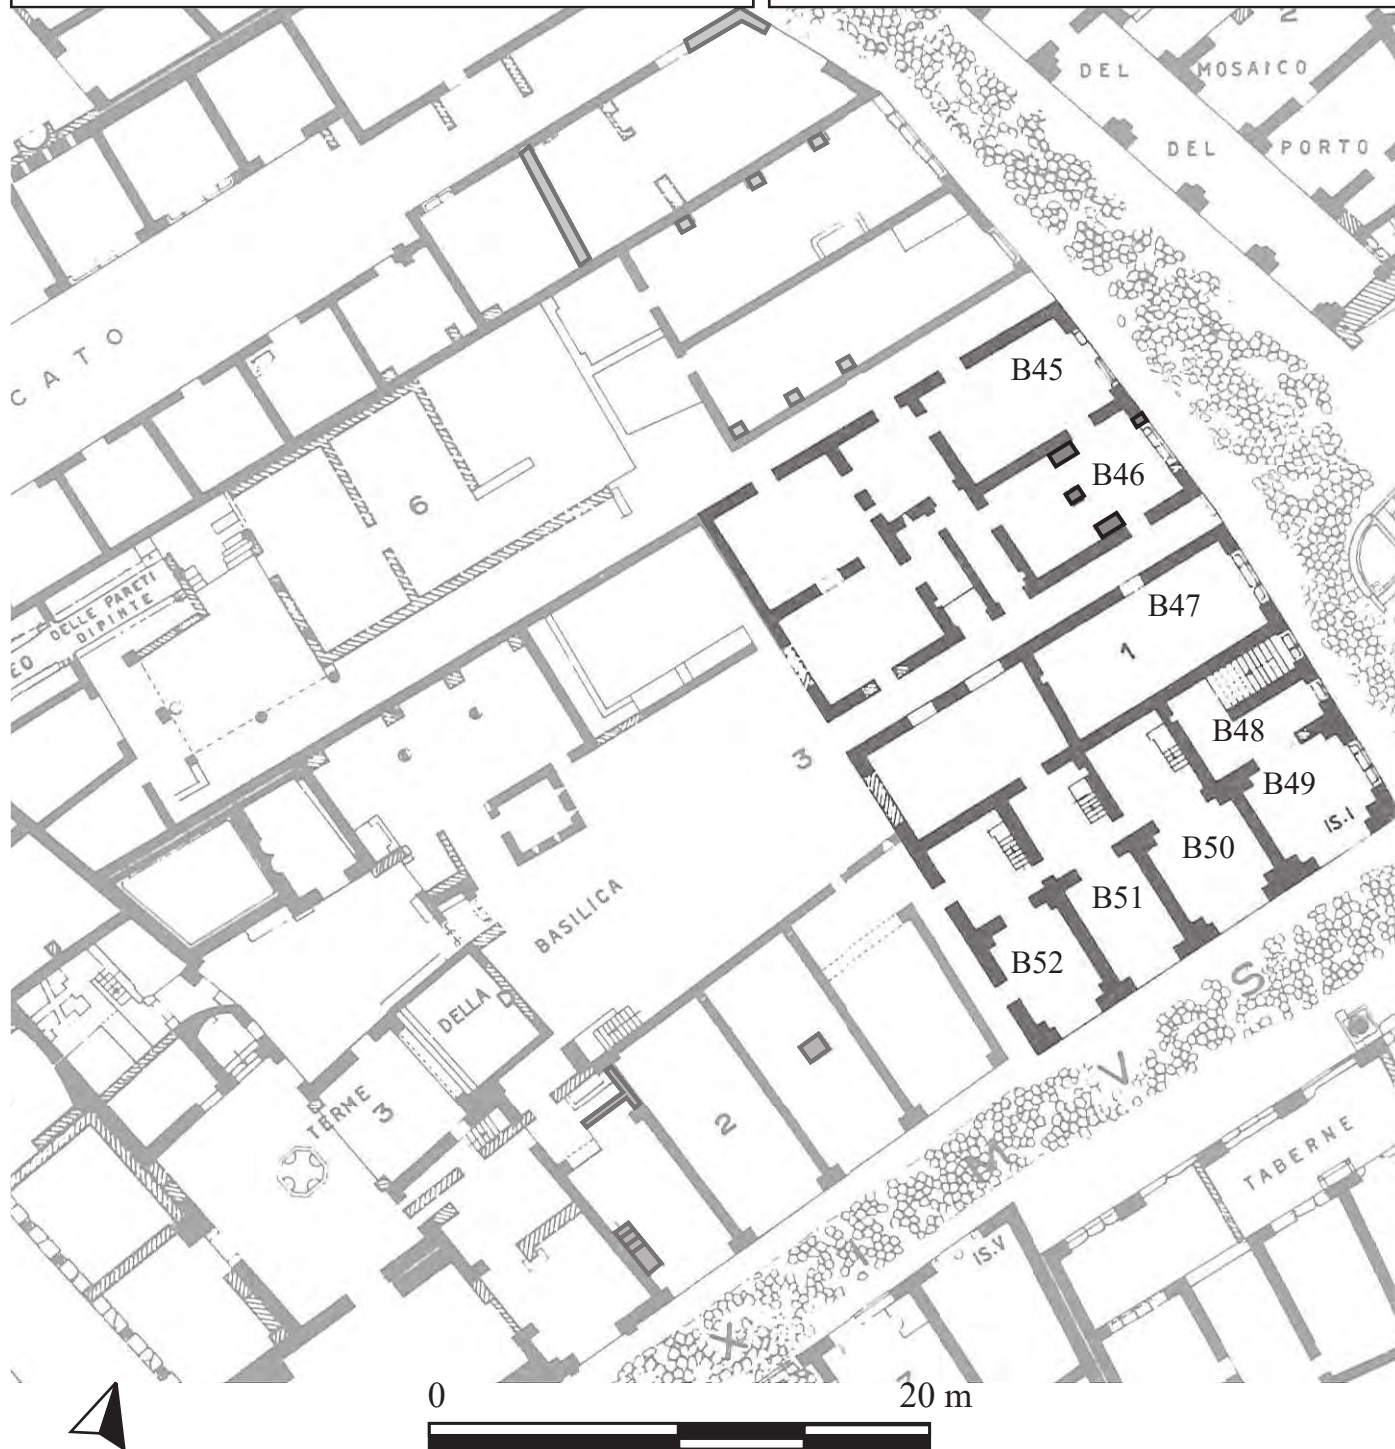 2
DEL MOSAICO
DEL PORTO
CATO
B45
B46
6
DELLE PARETI
DIPINTE
EO
B47
1
B48
3
B49
IS.I
B50
B51
BASILICA
B52
S
DELLA
V
TERME
3
2
M
TABERNE
I
IS.V
X
0 20 m